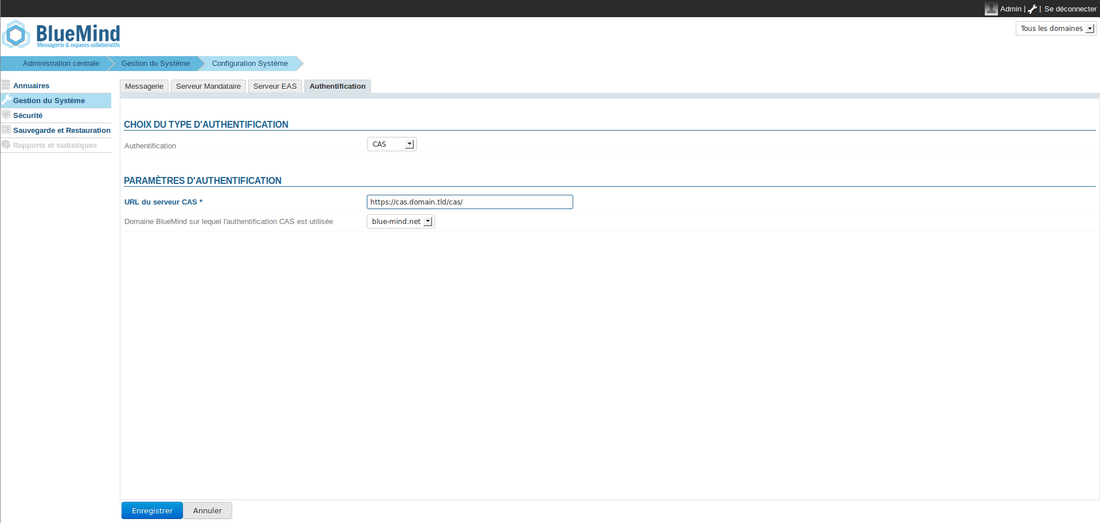 Admin | | Se déconnecter
BlueMind
Messagerie & espaces collaboratifs
Tous les domaines
Administration centrale Gestion du Système Configuration Système
Annuaires
Gestion du Système
Sécurité
Sauvegarde et Restauration
Rapports et statistiques
Messagerie Serveur Mandataire Serveur EAS Authentification
CHOIX DU TYPE D'AUTHENTIFICATION
Authentification CAS
PARAMÈTRES D'AUTHENTIFICATION
URL du serveur CAS * https://cas.domain.tld/cas/
Domaine BlueMind sur lequel l'authentification CAS est utilisée blue-mind.net
Enregistrer Annuler